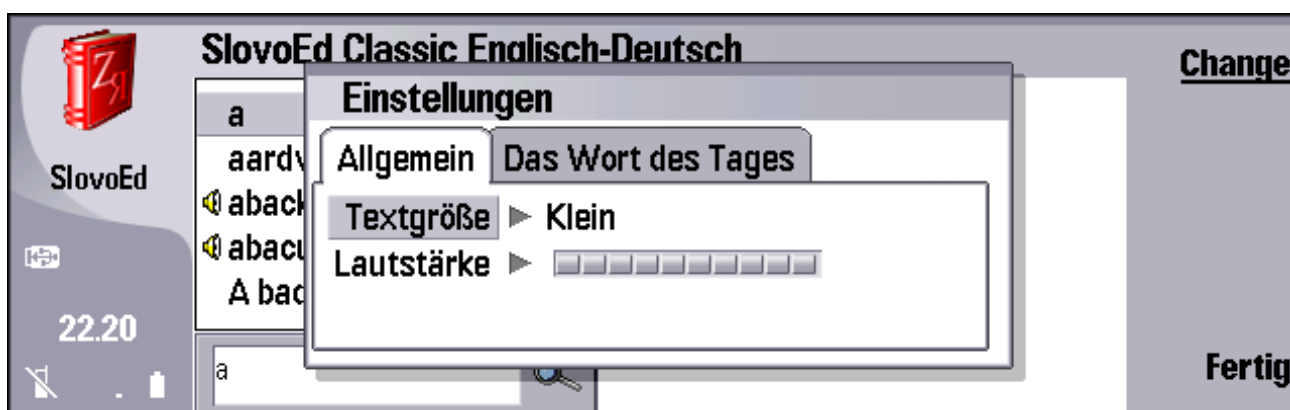 SlovoEd Classic Englisch-Deutsch
Change
Einstellungen
a
Allgemein
Das Wort des Tages
aardv
SlovoEd
aback
Textgröße
Klein
abacu
Lautstärke
A bac
22.20
a
Fertig